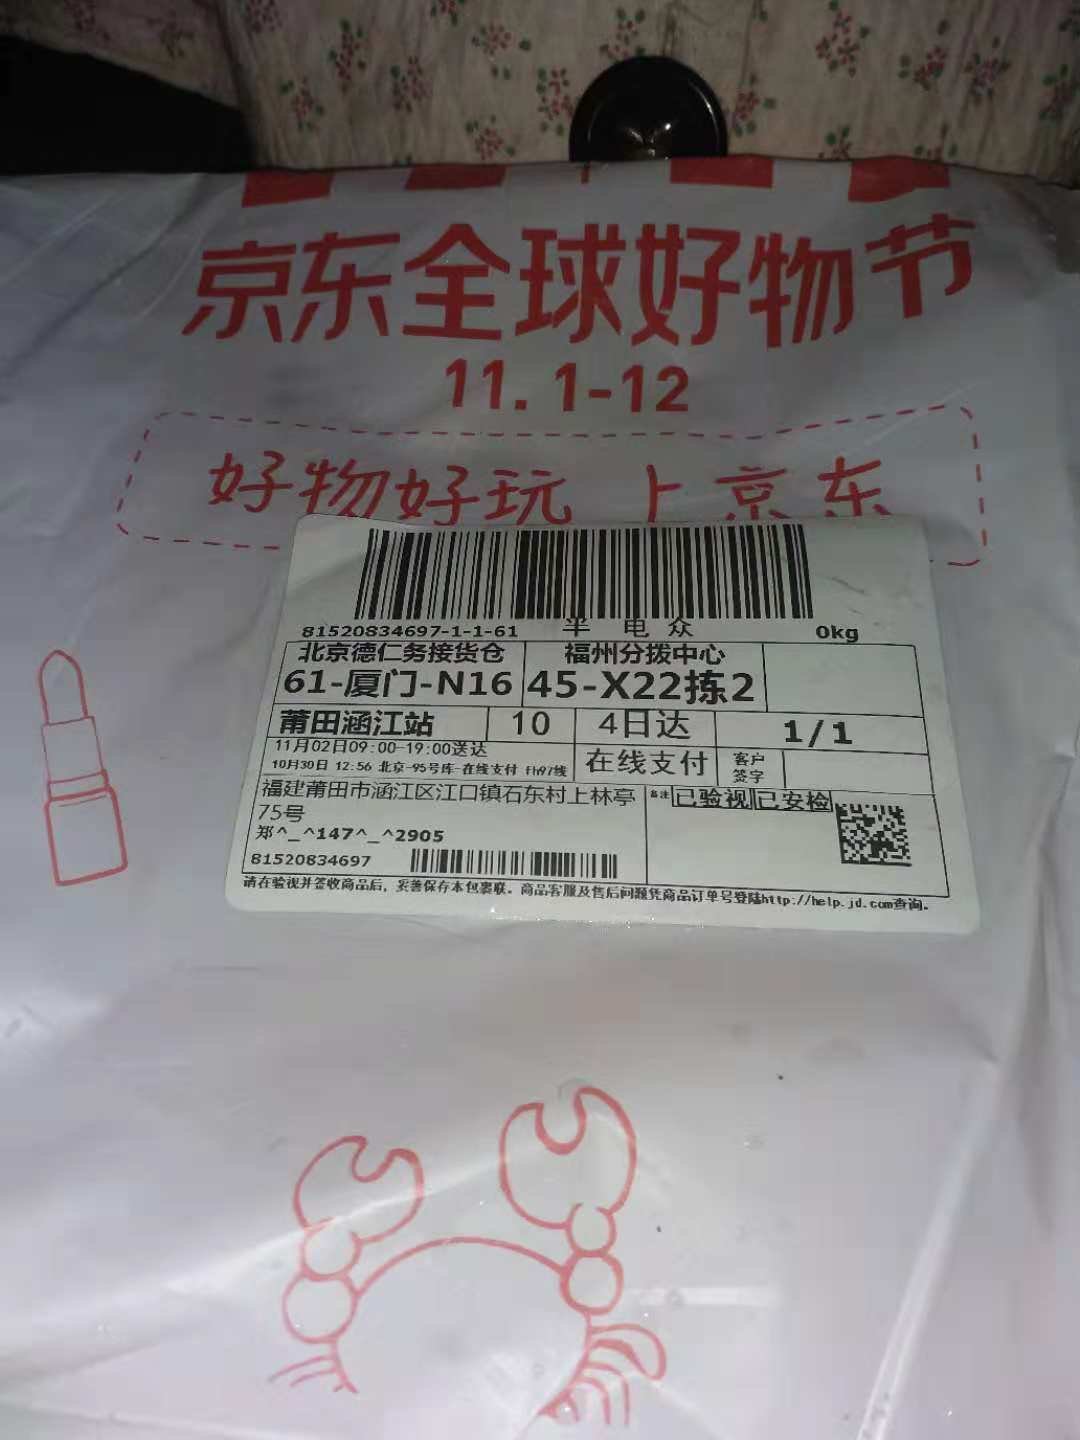 京东全球好物节
11.1-12
好物好玩 上京东
81520834697-1-1-61 半 电 众 0kg
北京德仁务接货仓 福州分拨中心
61-厦门-N16 45-X22拣2
莆田涵江站 10 4日达 1/1
11月02日09:00-19:00送达
10月30日 12:56 北京-95号库-在线支付 fh97线
在线支付 客户签字
福建莆田市涵江区江口镇石东村上林亭
75号
郑^_^147^_^2905
备注 已验视 已安检
81520834697
请在验视并签收商品后，妥善保存本包裹联。商品客服及售后问题凭商品订单号登陆http://help.jd.com查询。